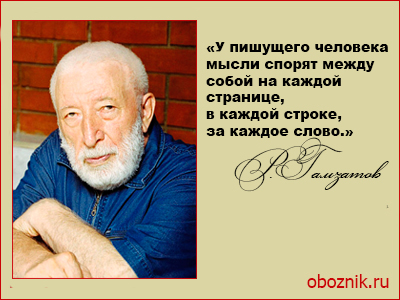 «У пишущего человека
мысли спорят между
собой на каждой
странице,
в каждой строке,
за каждое слово.»
Р. Гамзатов
oboznik.ru